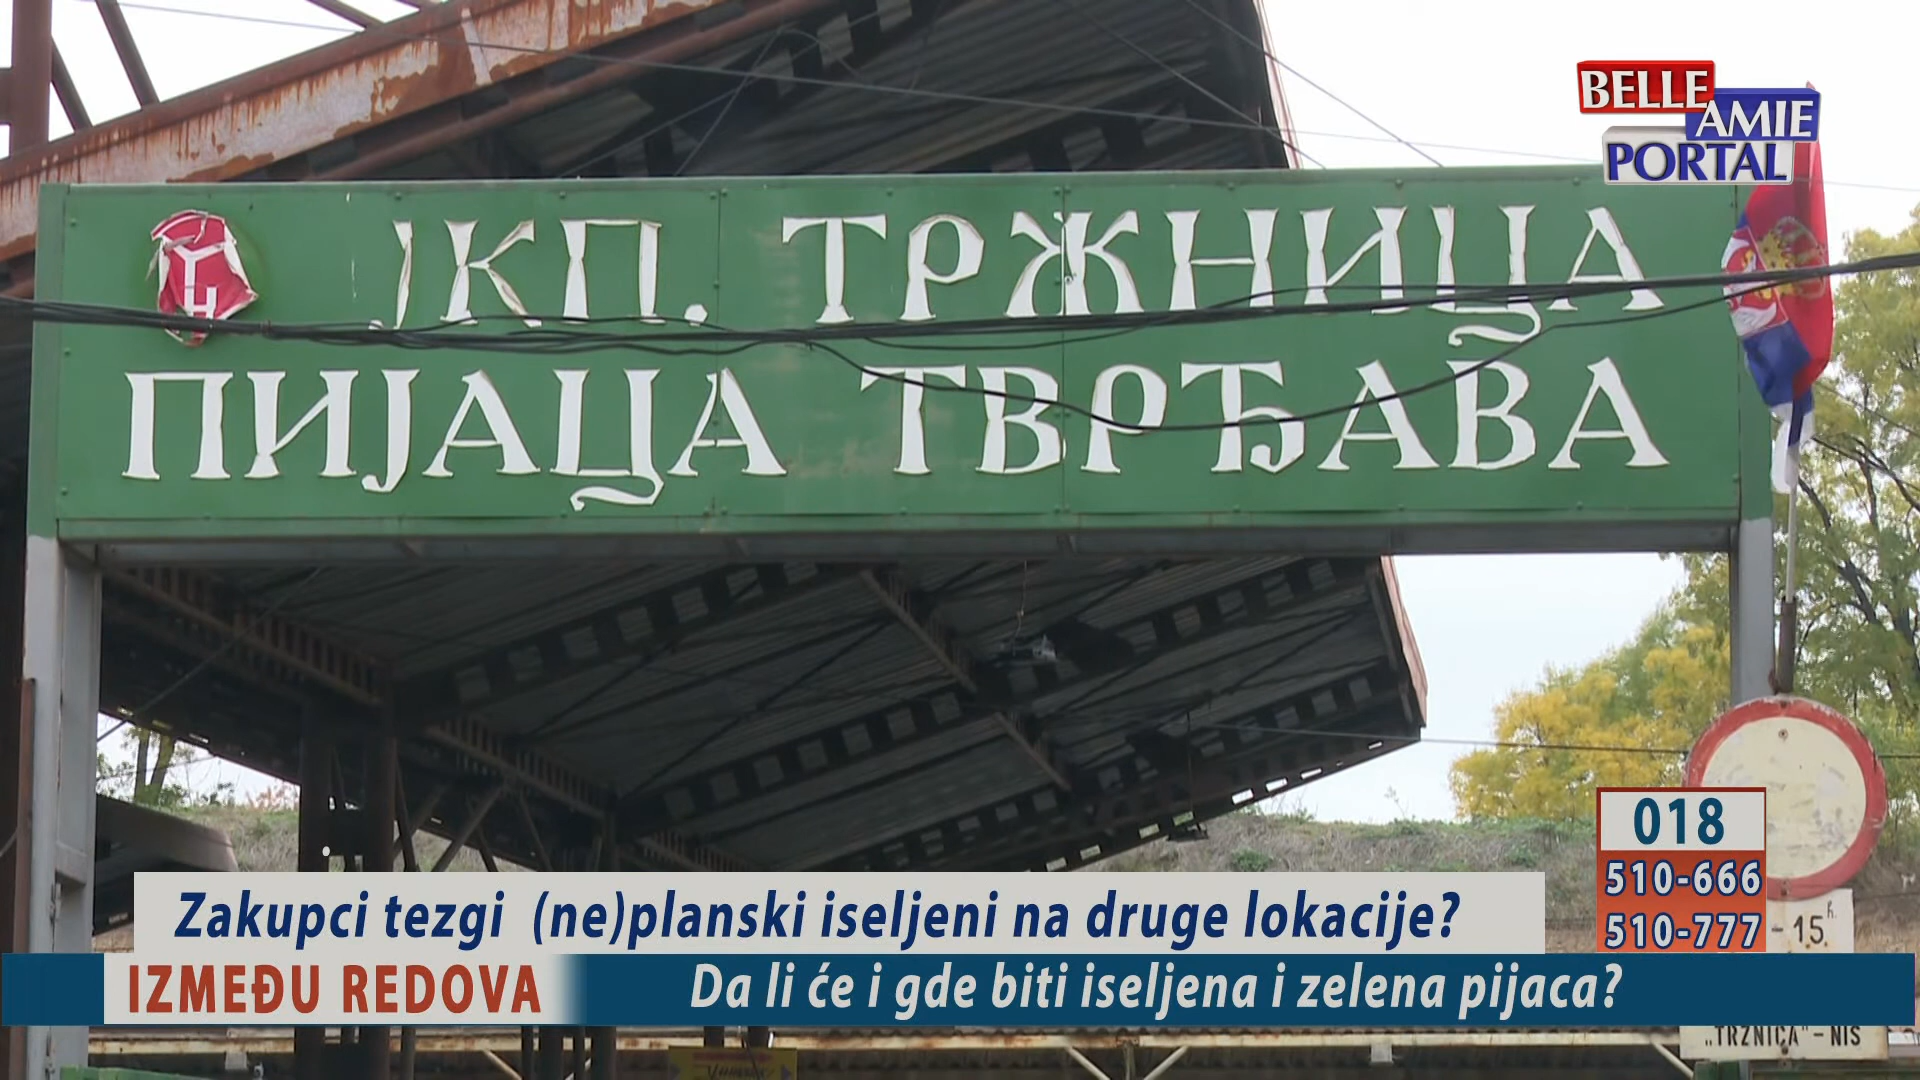 BELLE
AMIE
PORTAL
ЈКП. ТРЖНИЦА
ПИЈАЦА ТВРЂАВА
018
510-666
510-777
- 15h
Zakupci tezgi (ne)planski iseljeni na druge lokacije?
IZMEĐU REDOVA
Da li će i gde biti iseljena i zelena pijaca?
„TRŽNICA" - NIŠ